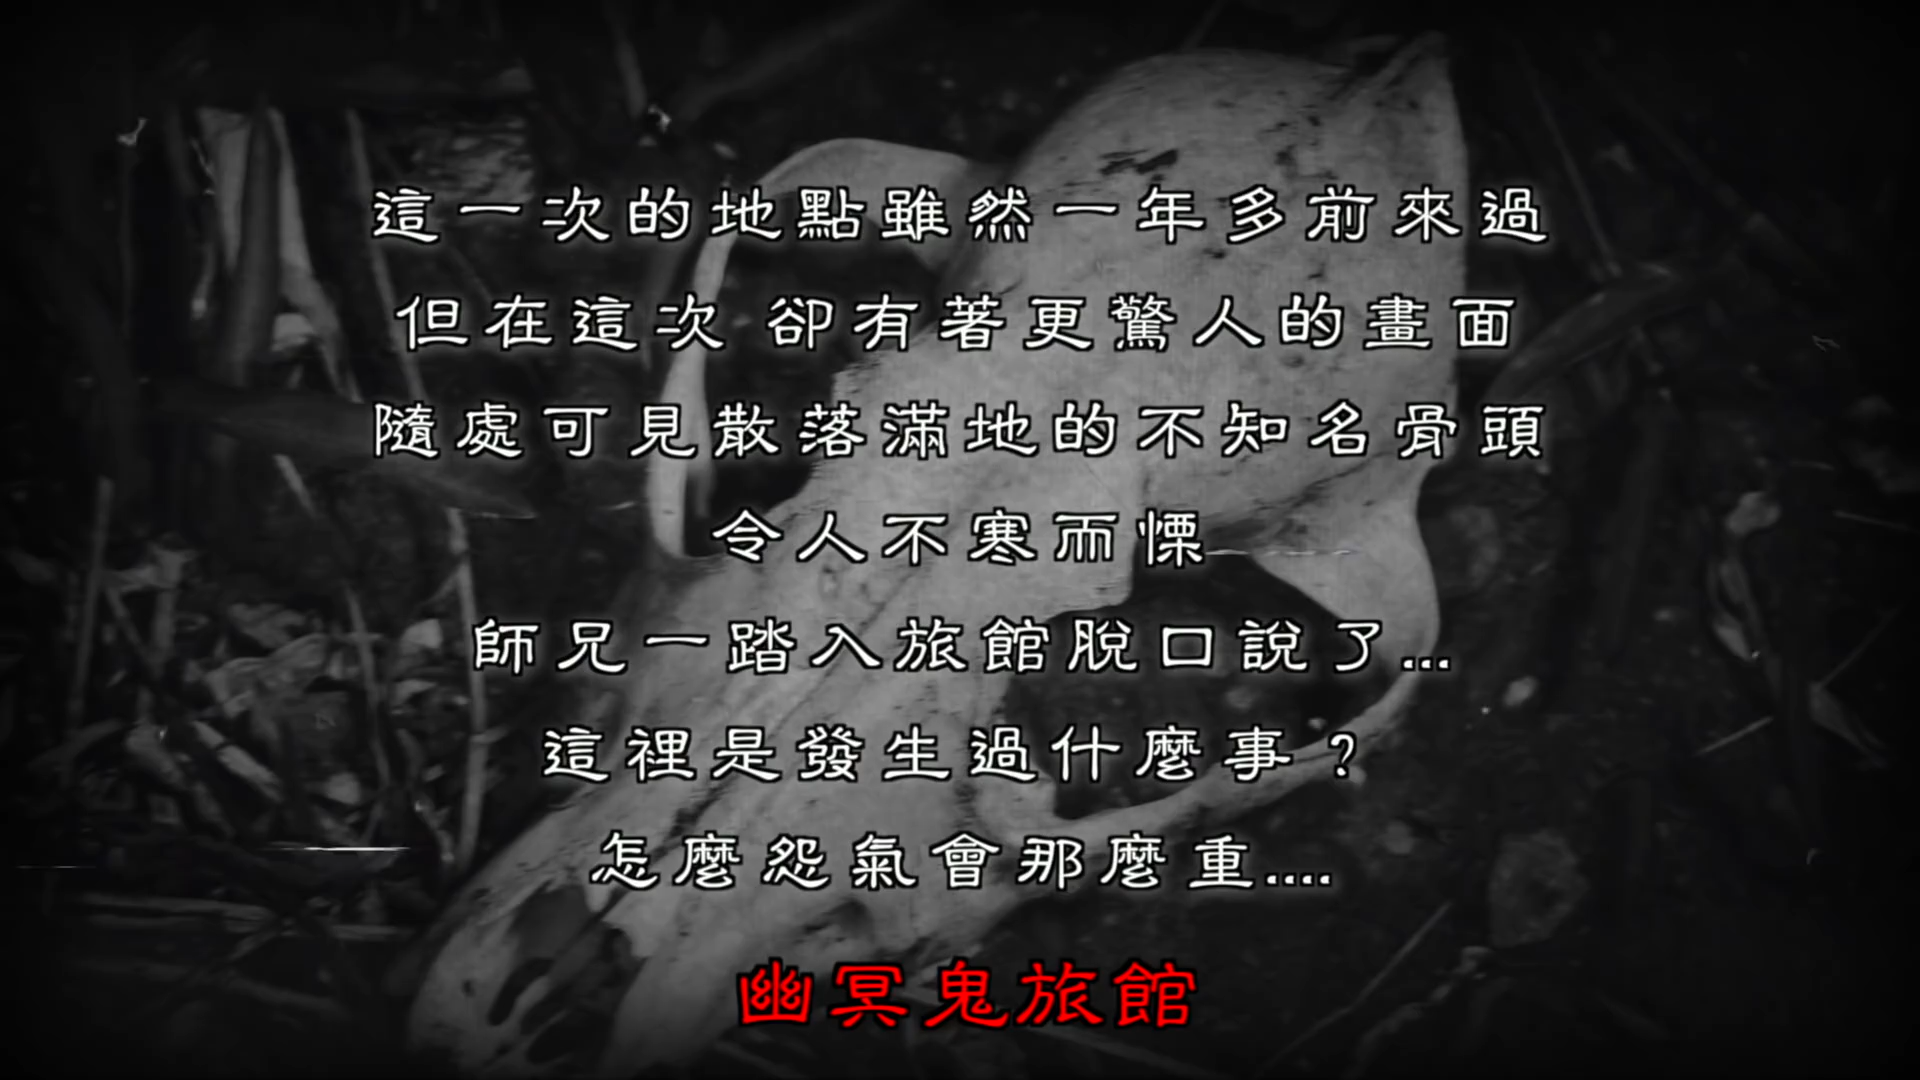 這一次的地點雖然一年多前來過
但在這次 卻有著更驚人的畫面
隨處可見散落滿地的不知名骨頭
令人不寒而慄
師兄一踏入旅館脫口說了...
這裡是發生過什麼事？
怎麼怨氣會那麼重....
幽冥鬼旅館